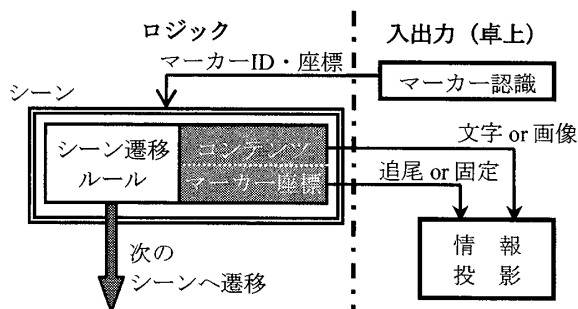 ロジック
入出力（卓上）
マーカーID・座標
マーカー認識
シーン
シーン遷移
ルール
コンテンツ
マーカー座標
文字 or 画像
追尾 or 固定
情 報
投 影
次の
シーンへ遷移